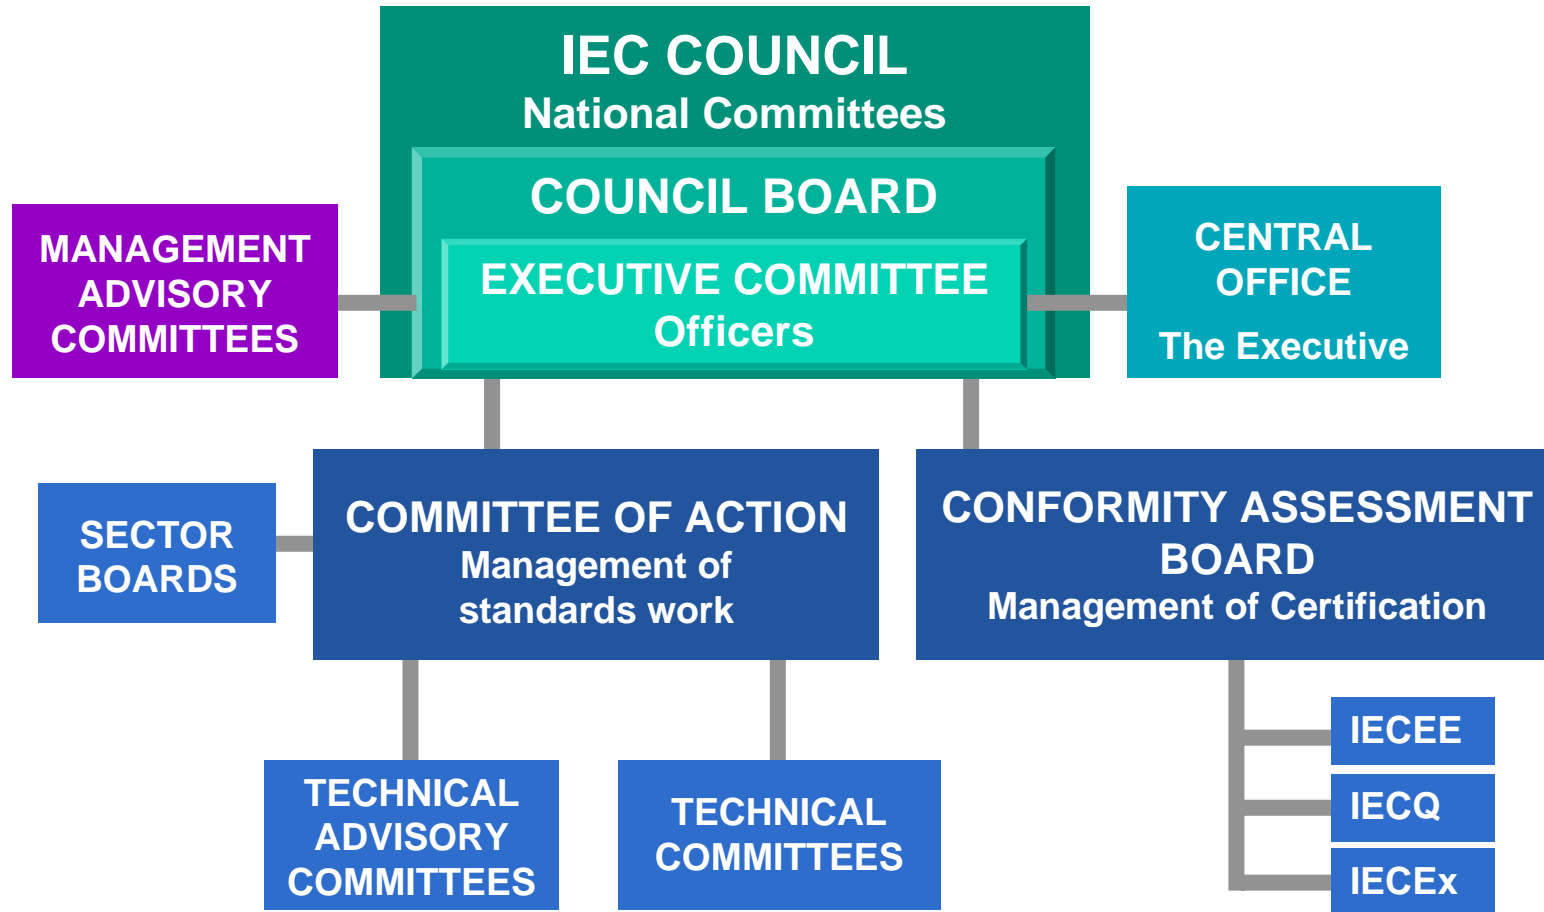 IEC COUNCIL
National Committees
COUNCIL BOARD
EXECUTIVE COMMITTEE
Officers
MANAGEMENT
ADVISORY
COMMITTEES
CENTRAL
OFFICE
The Executive
SECTOR
BOARDS
COMMITTEE OF ACTION
Management of
standards work
CONFORMITY ASSESSMENT
BOARD
Management of Certification
TECHNICAL
ADVISORY
COMMITTEES
TECHNICAL
COMMITTEES
IECEE
IECQ
IECEx